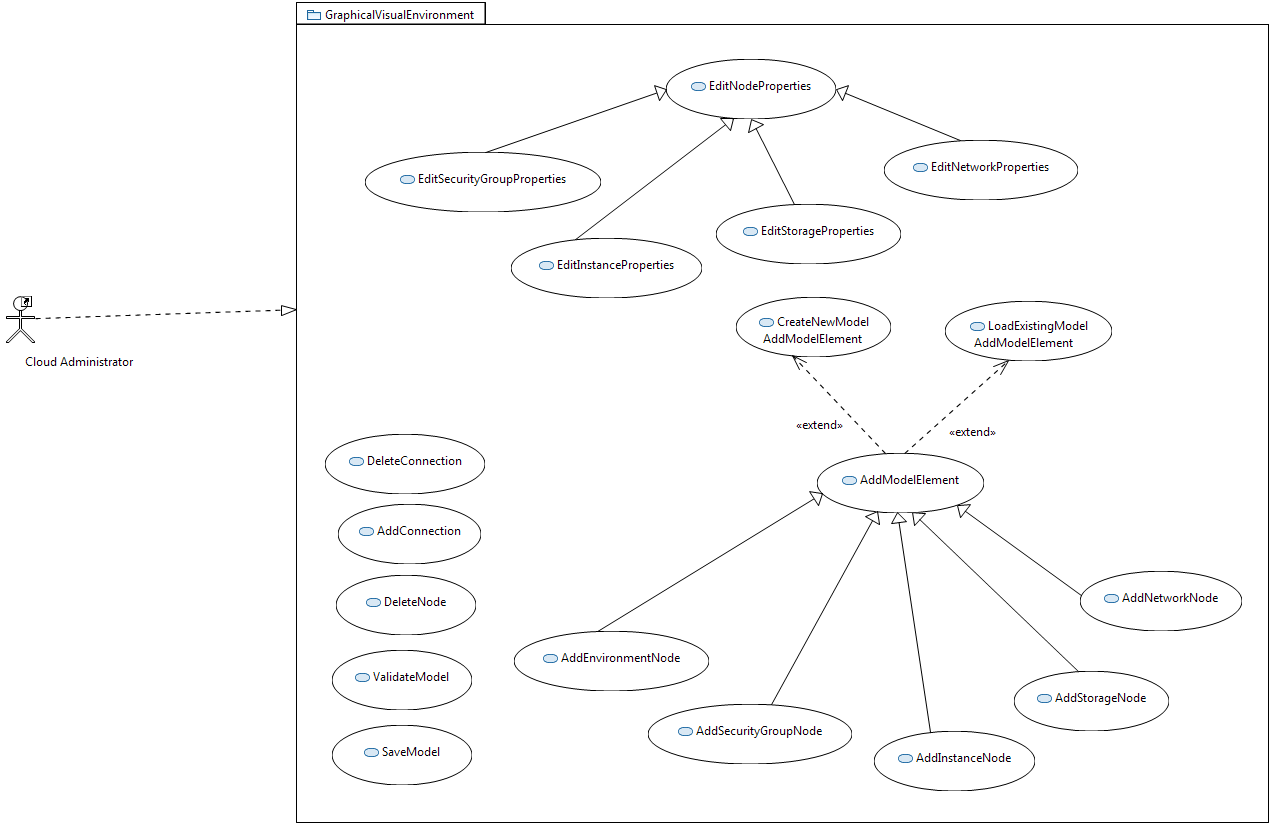 GraphicalVisualEnvironment
EditNodeProperties
EditSecurityGroupProperties
EditNetworkProperties
EditStorageProperties
EditInstanceProperties
CreateNewModel
AddModelElement
LoadExistingModel
AddModelElement
Cloud Administrator
«extend»
«extend»
DeleteConnection
AddModelElement
AddConnection
DeleteNode
AddNetworkNode
AddEnvironmentNode
ValidateModel
AddStorageNode
AddSecurityGroupNode
SaveModel
AddInstanceNode